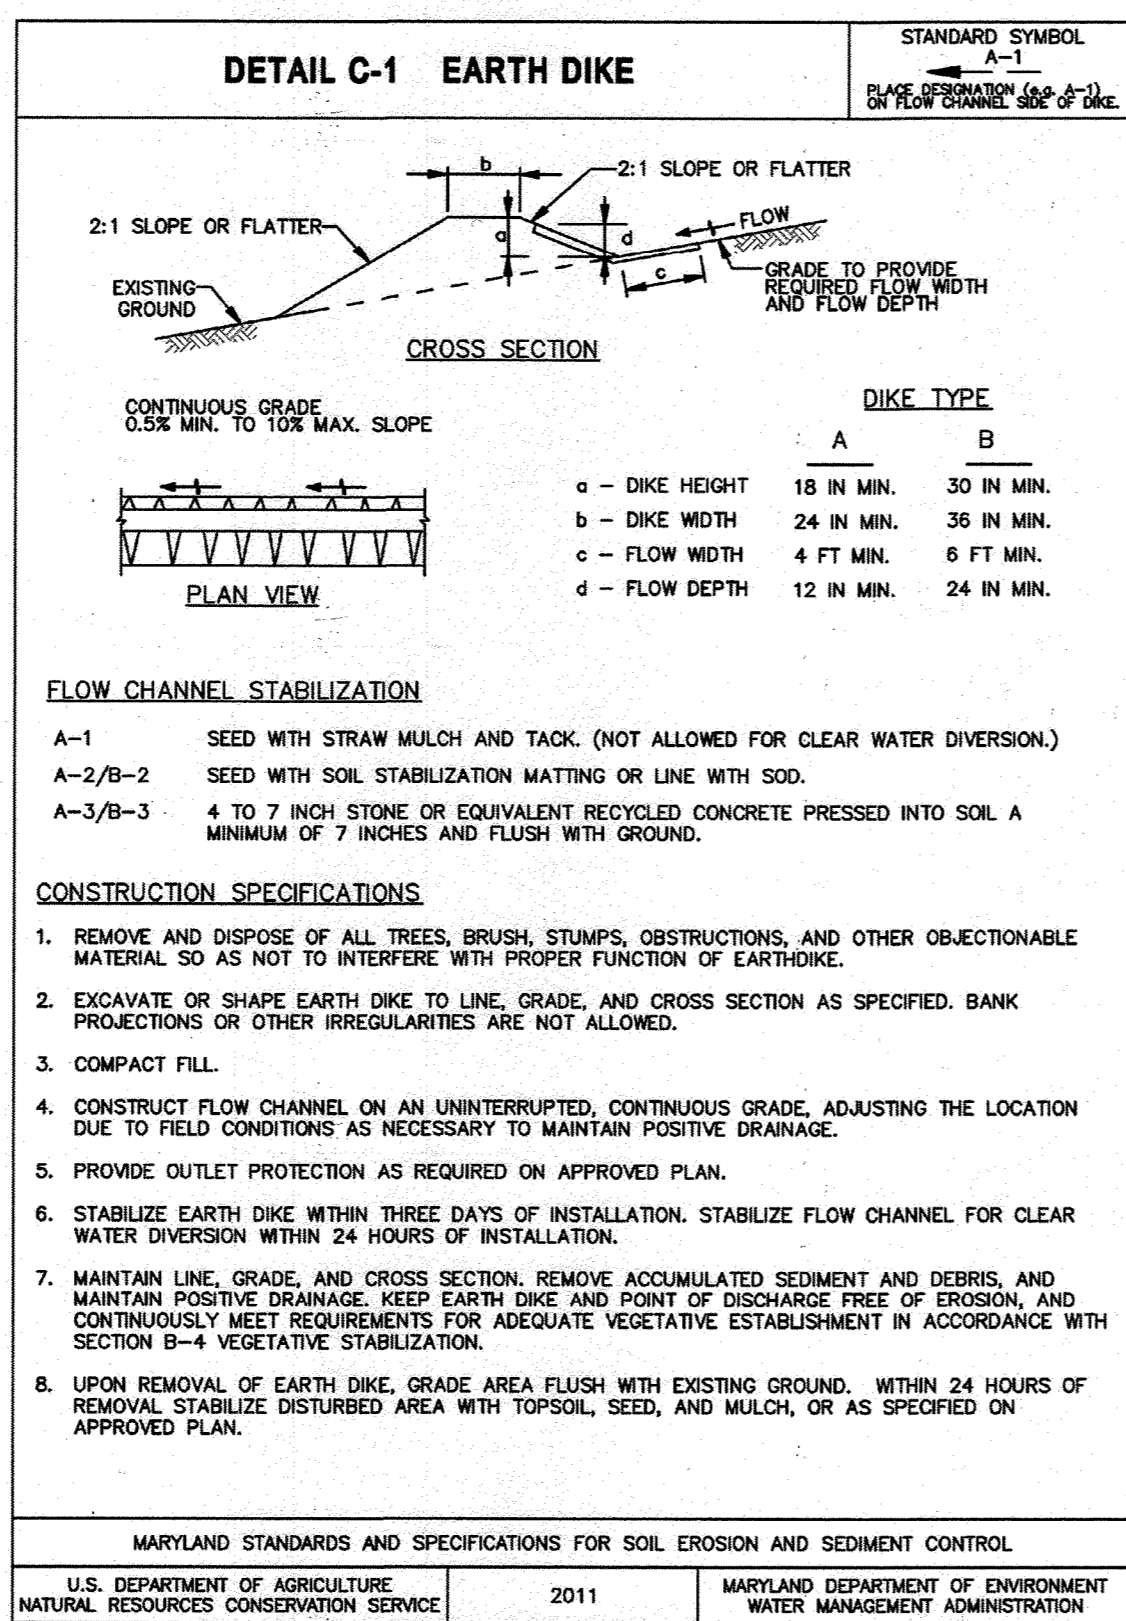 DETAIL C-1 EARTH DIKE
STANDARD SYMBOL
A-1
PLACE DESIGNATION (e.g. A-1)
ON FLOW CHANNEL SIDE OF DIKE.
b
2:1 SLOPE OR FLATTER
2:1 SLOPE OR FLATTER
a
d
FLOW
c
EXISTING
GROUND
GRADE TO PROVIDE
REQUIRED FLOW WIDTH
AND FLOW DEPTH
CROSS SECTION
CONTINUOUS GRADE
0.5% MIN. TO 10% MAX. SLOPE
PLAN VIEW
DIKE TYPE
A B
a - DIKE HEIGHT 18 IN MIN. 30 IN MIN.
b - DIKE WIDTH 24 IN MIN. 36 IN MIN.
c - FLOW WIDTH 4 FT MIN. 6 FT MIN.
d - FLOW DEPTH 12 IN MIN. 24 IN MIN.
FLOW CHANNEL STABILIZATION
A-1 SEED WITH STRAW MULCH AND TACK. (NOT ALLOWED FOR CLEAR WATER DIVERSION.)
A-2/B-2 SEED WITH SOIL STABILIZATION MATTING OR LINE WITH SOD.
A-3/B-3 4 TO 7 INCH STONE OR EQUIVALENT RECYCLED CONCRETE PRESSED INTO SOIL A
MINIMUM OF 7 INCHES AND FLUSH WITH GROUND.
CONSTRUCTION SPECIFICATIONS
1. REMOVE AND DISPOSE OF ALL TREES, BRUSH, STUMPS, OBSTRUCTIONS, AND OTHER OBJECTIONABLE
MATERIAL SO AS NOT TO INTERFERE WITH PROPER FUNCTION OF EARTHDIKE.
2. EXCAVATE OR SHAPE EARTH DIKE TO LINE, GRADE, AND CROSS SECTION AS SPECIFIED. BANK
PROJECTIONS OR OTHER IRREGULARITIES ARE NOT ALLOWED.
3. COMPACT FILL.
4. CONSTRUCT FLOW CHANNEL ON AN UNINTERRUPTED, CONTINUOUS GRADE, ADJUSTING THE LOCATION
DUE TO FIELD CONDITIONS AS NECESSARY TO MAINTAIN POSITIVE DRAINAGE.
5. PROVIDE OUTLET PROTECTION AS REQUIRED ON APPROVED PLAN.
6. STABILIZE EARTH DIKE WITHIN THREE DAYS OF INSTALLATION. STABILIZE FLOW CHANNEL FOR CLEAR
WATER DIVERSION WITHIN 24 HOURS OF INSTALLATION.
7. MAINTAIN LINE, GRADE, AND CROSS SECTION. REMOVE ACCUMULATED SEDIMENT AND DEBRIS, AND
MAINTAIN POSITIVE DRAINAGE. KEEP EARTH DIKE AND POINT OF DISCHARGE FREE OF EROSION, AND
CONTINUOUSLY MEET REQUIREMENTS FOR ADEQUATE VEGETATIVE ESTABLISHMENT IN ACCORDANCE WITH
SECTION B-4 VEGETATIVE STABILIZATION.
8. UPON REMOVAL OF EARTH DIKE, GRADE AREA FLUSH WITH EXISTING GROUND. WITHIN 24 HOURS OF
REMOVAL STABILIZE DISTURBED AREA WITH TOPSOIL, SEED, AND MULCH, OR AS SPECIFIED ON
APPROVED PLAN.
MARYLAND STANDARDS AND SPECIFICATIONS FOR SOIL EROSION AND SEDIMENT CONTROL
U.S. DEPARTMENT OF AGRICULTURE
NATURAL RESOURCES CONSERVATION SERVICE
2011
MARYLAND DEPARTMENT OF ENVIRONMENT
WATER MANAGEMENT ADMINISTRATION